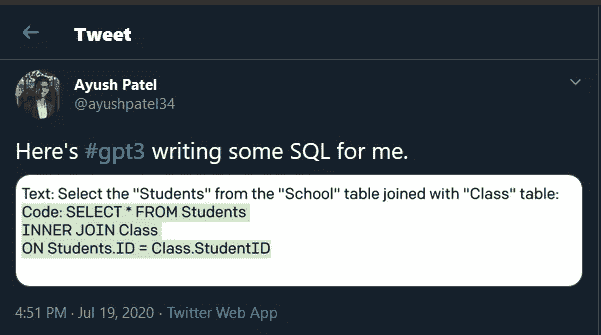 Tweet
Ayush Patel
@ayushpatel34
Here's #gpt3 writing some SQL for me.
Text: Select the "Students" from the "School" table joined with "Class" table:
Code: SELECT * FROM Students
INNER JOIN Class
ON Students.ID = Class.StudentID
4:51 PM · Jul 19, 2020 · Twitter Web App